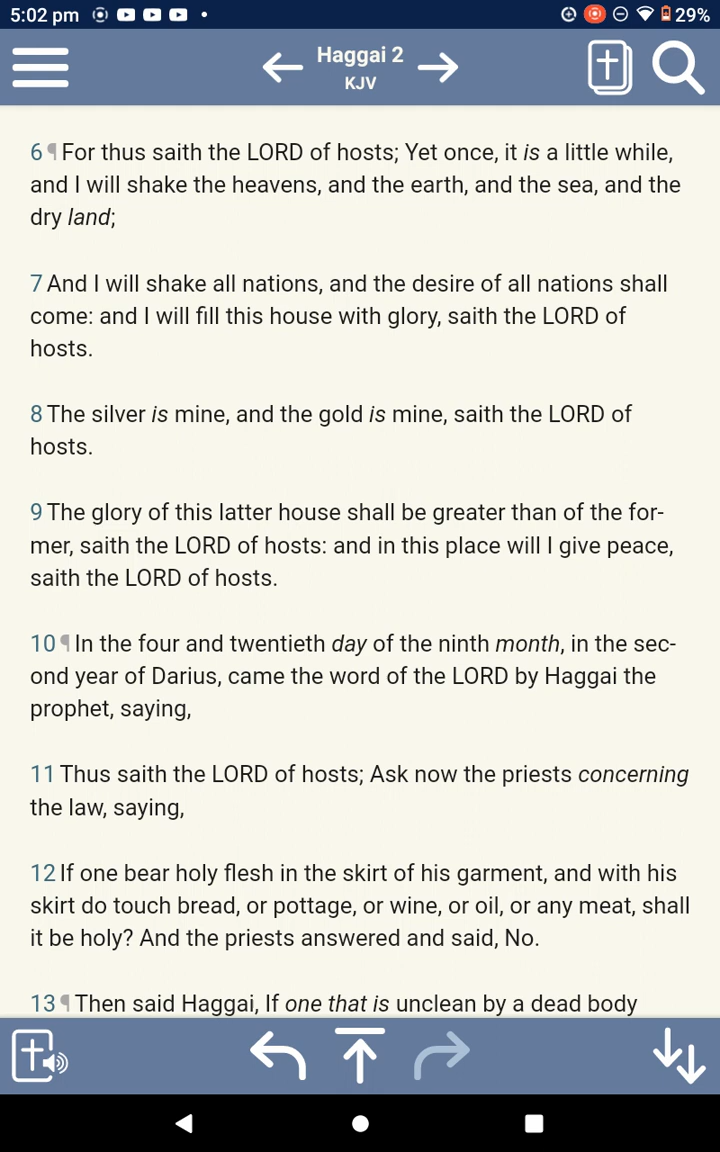 5:02 pm
29%
Haggai 2
KJV
6 ¶ For thus saith the LORD of hosts; Yet once, it is a little while,
and I will shake the heavens, and the earth, and the sea, and the
dry land;
7 And I will shake all nations, and the desire of all nations shall
come: and I will fill this house with glory, saith the LORD of
hosts.
8 The silver is mine, and the gold is mine, saith the LORD of
hosts.
9 The glory of this latter house shall be greater than of the for-
mer, saith the LORD of hosts: and in this place will I give peace,
saith the LORD of hosts.
10 ¶ In the four and twentieth day of the ninth month, in the sec-
ond year of Darius, came the word of the LORD by Haggai the
prophet, saying,
11 Thus saith the LORD of hosts; Ask now the priests concerning
the law, saying,
12 If one bear holy flesh in the skirt of his garment, and with his
skirt do touch bread, or pottage, or wine, or oil, or any meat, shall
it be holy? And the priests answered and said, No.
13 ¶ Then said Haggai, If one that is unclean by a dead body